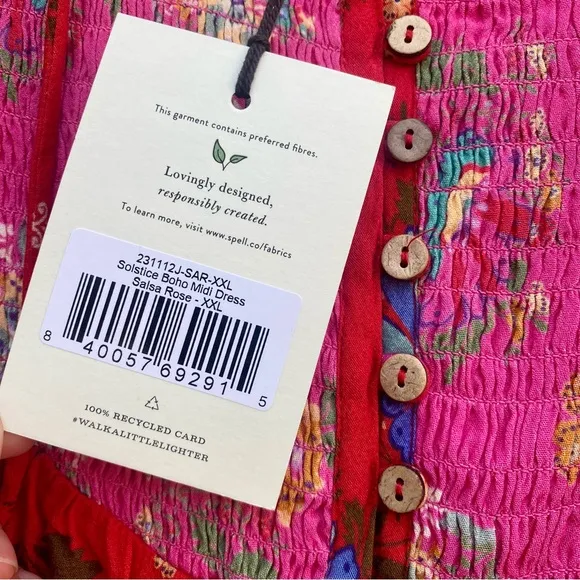 This garment contains preferred fibres.
Lovingly designed,
responsibly created.
To learn more, visit www.spell.co/fabrics
231112J-SAR-XXL
Solstice Boho Midi Dress
Salsa Rose - XXL
8 40057 69291 5
100% RECYCLED CARD
#WALKALITTLELIGHTER